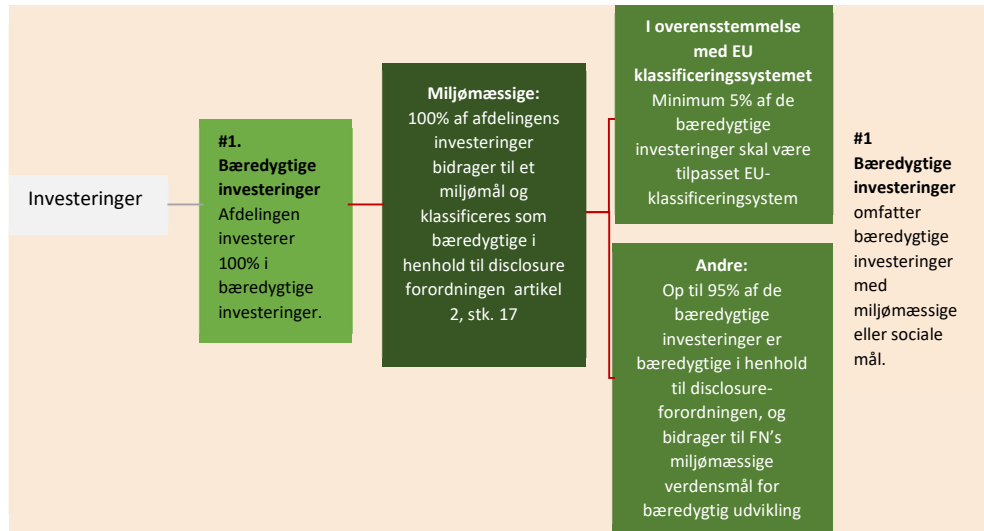 Investeringer
#1.
Bæredygtige
investeringer
Afdelingen
investerer
100% i
bæredygtige
investeringer.
Miljømæssige:
100% af afdelingens
investeringer
bidrager til et
miljømål og
klassificeres som
bæredygtige i
henhold til disclosure
forordningen artikel
2, stk. 17
I overensstemmelse
med EU
klassificeringssystemet
Minimum 5% af de
bæredygtige
investeringer skal være
tilpasset EU-
klassificeringsystem
Andre:
Op til 95% af de
bæredygtige
investeringer er
bæredygtige i henhold
til disclosure-
forordningen, og
bidrager til FN’s
miljømæssige
verdensmål for
bæredygtig udvikling
#1
Bæredygtige
investeringer
omfatter
bæredygtige
investeringer
med
miljømæssige
eller sociale
mål.